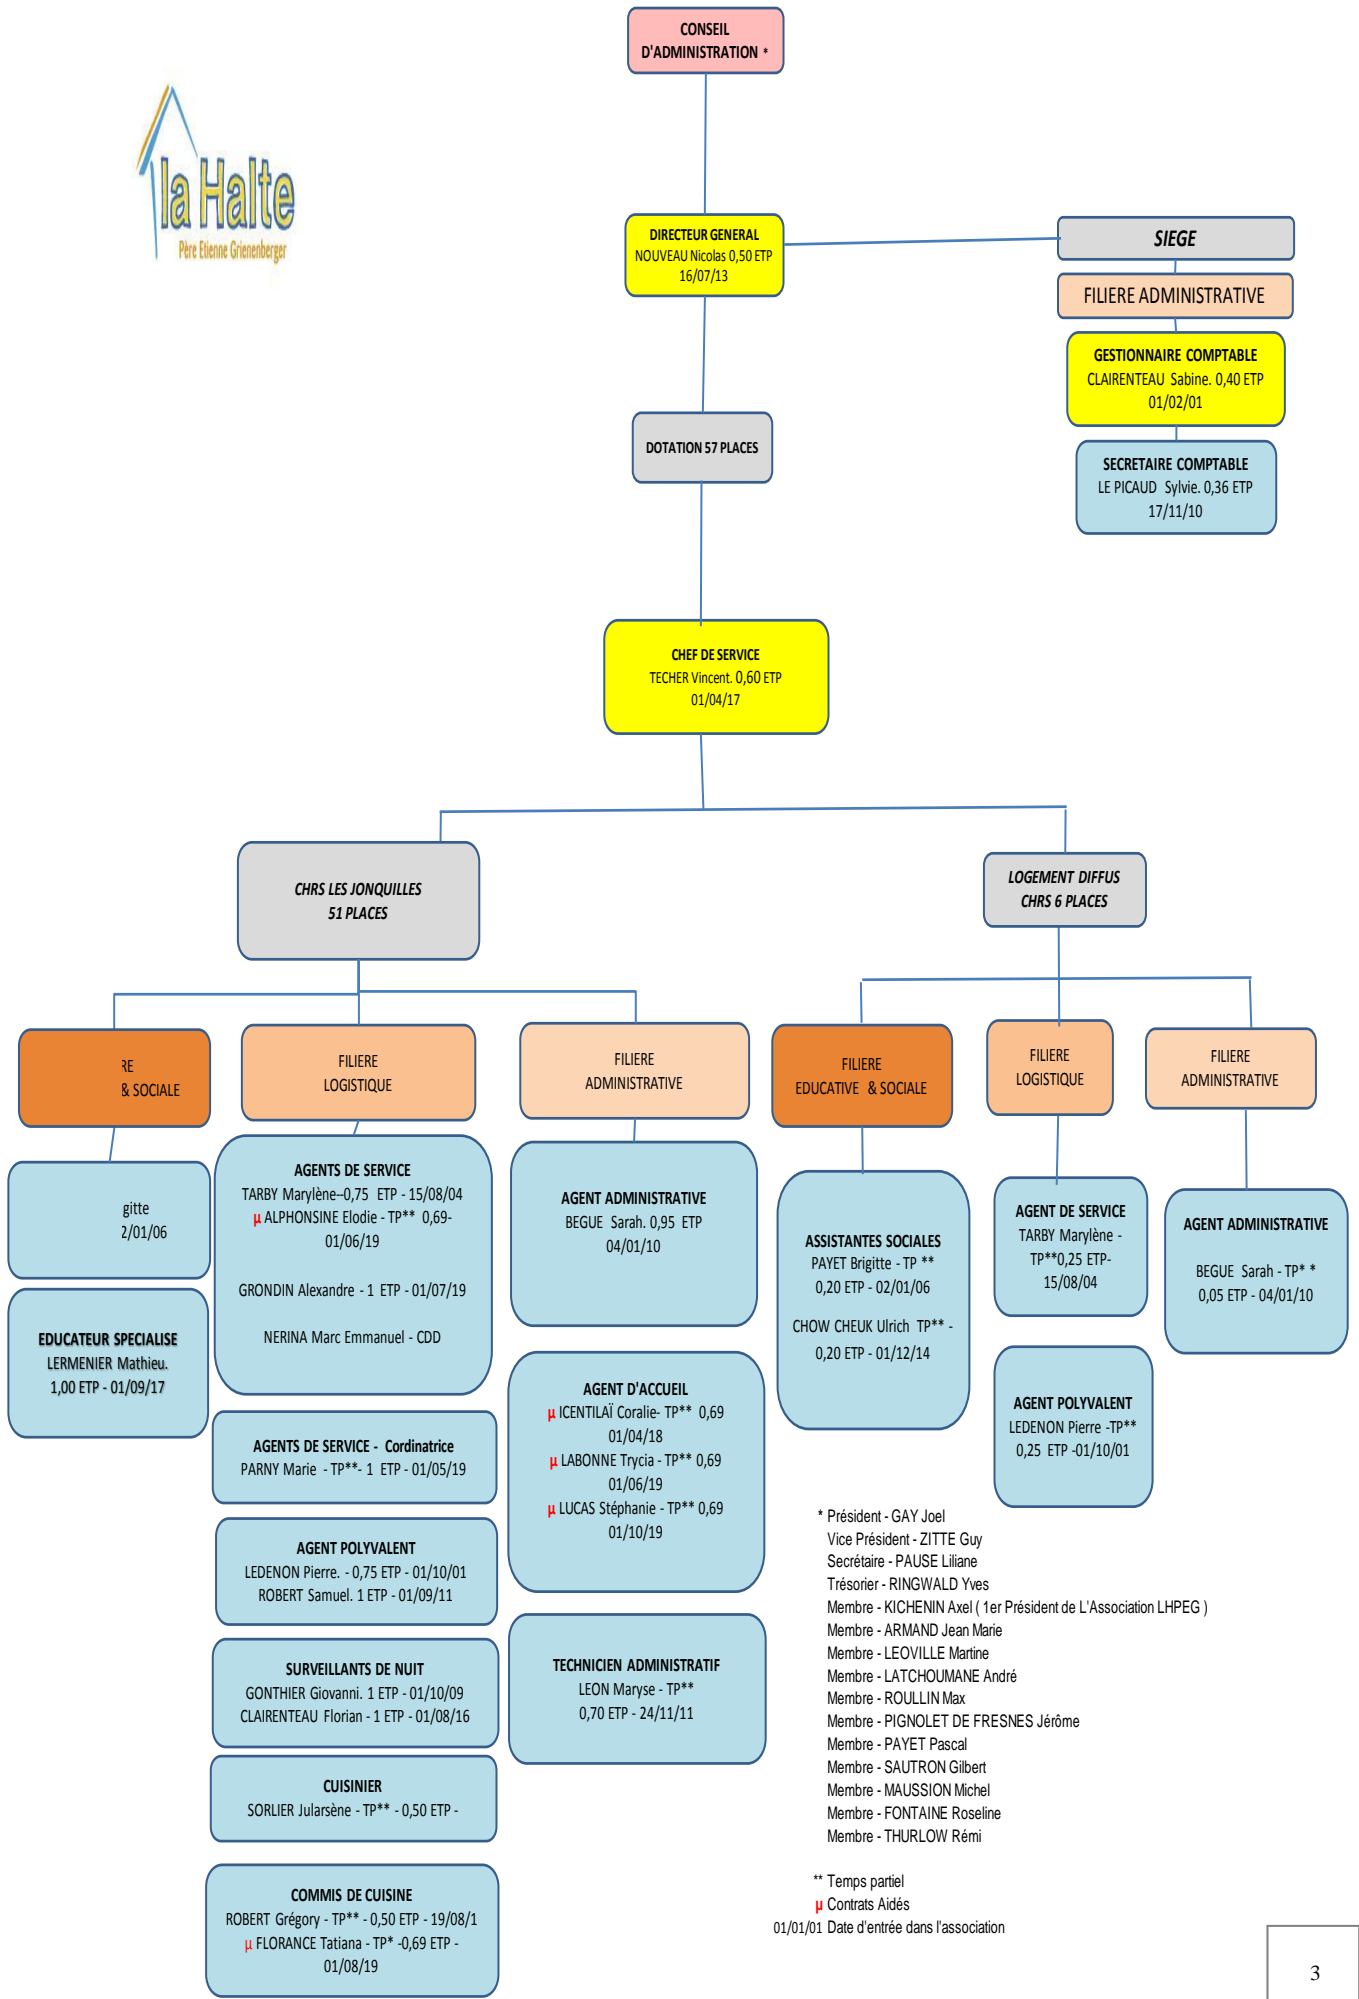 CONSEIL
D'ADMINISTRATION *
la Halte
Père Etienne Grienenberger
DIRECTEUR GENERAL
NOUVEAU Nicolas 0,50 ETP
16/07/13
SIEGE
FILIERE ADMINISTRATIVE
GESTIONNAIRE COMPTABLE
CLAIRENTEAU Sabine. 0,40 ETP
01/02/01
SECRETAIRE COMPTABLE
LE PICAUD Sylvie. 0,36 ETP
17/11/10
DOTATION 57 PLACES
CHEF DE SERVICE
TECHER Vincent. 0,60 ETP
01/04/17
CHRS LES JONQUILLES
51 PLACES
LOGEMENT DIFFUS
CHRS 6 PLACES
RE
& SOCIALE
gitte
2/01/06
EDUCATEUR SPECIALISE
LERMENIER Mathieu.
1,00 ETP - 01/09/17
FILIERE
LOGISTIQUE
AGENTS DE SERVICE
TARBY Marylène--0,75 ETP - 15/08/04
µ ALPHONSINE Elodie - TP** 0,69-
01/06/19
GRONDIN Alexandre - 1 ETP - 01/07/19
NERINA Marc Emmanuel - CDD
AGENTS DE SERVICE - Cordinatrice
PARNY Marie - TP**- 1 ETP - 01/05/19
AGENT POLYVALENT
LEDENON Pierre. - 0,75 ETP - 01/10/01
ROBERT Samuel. 1 ETP - 01/09/11
SURVEILLANTS DE NUIT
GONTHIER Giovanni. 1 ETP - 01/10/09
CLAIRENTEAU Florian - 1 ETP - 01/08/16
CUISINIER
SORLIER Jularsène - TP** - 0,50 ETP -
COMMIS DE CUISINE
ROBERT Grégory - TP** - 0,50 ETP - 19/08/1
µ FLORANCE Tatiana - TP* -0,69 ETP -
01/08/19
FILIERE
ADMINISTRATIVE
AGENT ADMINISTRATIVE
BEGUE Sarah. 0,95 ETP
04/01/10
AGENT D'ACCUEIL
µ ICENTILAÏ Coralie- TP** 0,69
01/04/18
µ LABONNE Trycia - TP** 0,69
01/06/19
µ LUCAS Stéphanie - TP** 0,69
01/10/19
TECHNICIEN ADMINISTRATIF
LEON Maryse - TP**
0,70 ETP - 24/11/11
FILIERE
EDUCATIVE & SOCIALE
ASSISTANTES SOCIALES
PAYET Brigitte - TP **
0,20 ETP - 02/01/06
CHOW CHEUK Ulrich TP** -
0,20 ETP - 01/12/14
FILIERE
LOGISTIQUE
AGENT DE SERVICE
TARBY Marylène -
TP**0,25 ETP-
15/08/04
AGENT POLYVALENT
LEDENON Pierre -TP**
0,25 ETP -01/10/01
FILIERE
ADMINISTRATIVE
AGENT ADMINISTRATIVE
BEGUE Sarah - TP* *
0,05 ETP - 04/01/10
* Président - GAY Joel
Vice Président - ZITTE Guy
Secrétaire - PAUSE Liliane
Trésorier - RINGWALD Yves
Membre - KICHENIN Axel ( 1er Président de L'Association LHPEG )
Membre - ARMAND Jean Marie
Membre - LEOVILLE Martine
Membre - LATCHOUMANE André
Membre - ROULLIN Max
Membre - PIGNOLET DE FRESNES Jérôme
Membre - PAYET Pascal
Membre - SAUTRON Gilbert
Membre - MAUSSION Michel
Membre - FONTAINE Roseline
Membre - THURLOW Rémi
** Temps partiel
µ Contrats Aidés
01/01/01 Date d'entrée dans l'association
3